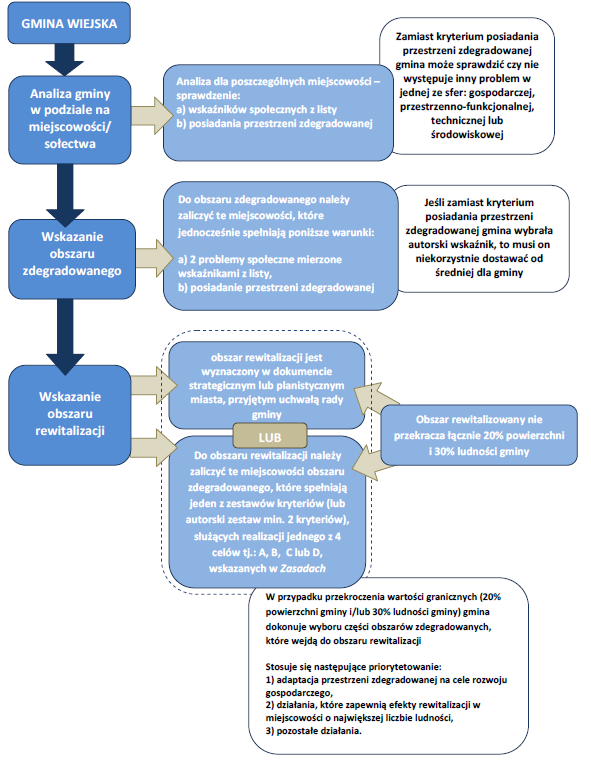 GMINA WIEJSKA
Analiza gminy
w podziale na
miejscowości/
sołectwa
Analiza dla poszczególnych miejscowości –
sprawdzenie:
a) wskaźników społecznych z listy
b) posiadania przestrzeni zdegradowanej
Zamiast kryterium posiadania
przestrzeni zdegradowanej
gmina może sprawdzić czy nie
występuje inny problem w
jednej ze sfer: gospodarczej,
przestrzenno-funkcjonalnej,
technicznej lub
środowiskowej
Wskazanie
obszaru
zdegradowanego
Do obszaru zdegradowanego należy
zaliczyć te miejscowości, które
jednocześnie spełniają poniższe warunki:
a) 2 problemy społeczne mierzone
wskaźnikami z listy,
b) posiadanie przestrzeni zdegradowanej
Jeśli zamiast kryterium
posiadania przestrzeni
zdegradowanej gmina wybrała
autorski wskaźnik, to musi on
niekorzystnie dostawać od
średniej dla gminy
Wskazanie
obszaru
rewitalizacji
obszar rewitalizacji jest
wyznaczony w dokumencie
strategicznym lub planistycznym
miasta, przyjętym uchwałą rady
gminy
LUB
Do obszaru rewitalizacji należy
zaliczyć te miejscowości obszaru
zdegradowanego, które spełniają
jeden z zestawów kryteriów (lub
autorski zestaw min. 2 kryteriów),
służących realizacji jednego z 4
celów tj.: A, B, C lub D,
wskazanych w Zasadach
Obszar rewitalizowany nie
przekracza łącznie 20% powierzchni
i 30% ludności gminy
W przypadku przekroczenia wartości granicznych (20%
powierzchni gminy i/lub 30% ludności gminy) gmina
dokonuje wyboru części obszarów zdegradowanych,
które wejdą do obszaru rewitalizacji
Stosuje się następujące priorytetowanie:
1) adaptacja przestrzeni zdegradowanej na cele rozwoju
gospodarczego,
2) działania, które zapewnią efekty rewitalizacji w
miejscowości o największej liczbie ludności,
3) pozostałe działania.